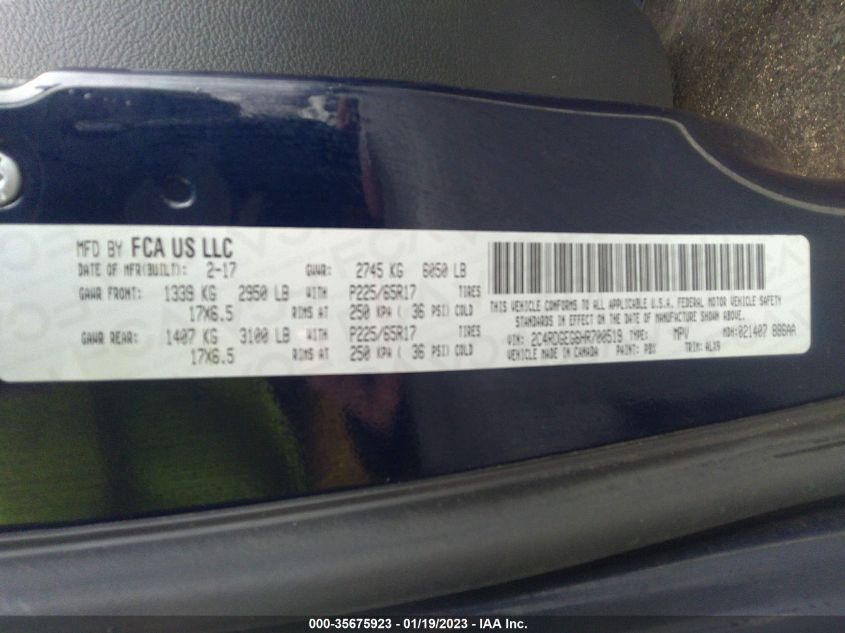 MFD BY FCA US LLC
DATE OF MFR(BUILT): 2-17 GVWR: 2745 KG 6050 LB
GAWR FRONT: 1339 KG 2950 LB WITH P225/65R17 TIRES
17X6.5 RIMS AT 250 KPA ( 36 PSI) COLD
GAWR REAR: 1407 KG 3100 LB WITH P225/65R17 TIRES
17X6.5 RIMS AT 250 KPA ( 36 PSI) COLD
THIS VEHICLE CONFORMS TO ALL APPLICABLE U.S.A. FEDERAL MOTOR VEHICLE SAFETY
STANDARDS IN EFFECT ON THE DATE OF MANUFACTURE SHOWN ABOVE.
VIN: 2C4RDGEG6HR700519 TYPE: MPV MDH: 021407 886AA
VEHICLE MADE IN CANADA PAINT: PBX TRIM: ALX9
000-35675923 - 01/19/2023 - IAA Inc.